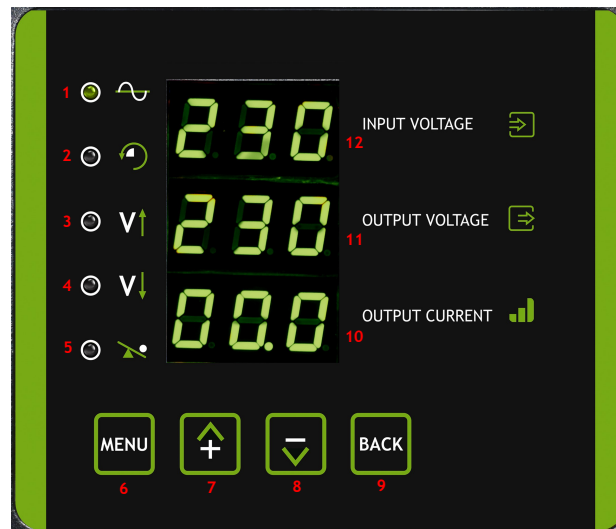 1
230
12
INPUT VOLTAGE
2
3
V
230
11
OUTPUT VOLTAGE
4
V
5
00.0
10
OUTPUT CURRENT
MENU
+
−
BACK
6
7
8
9